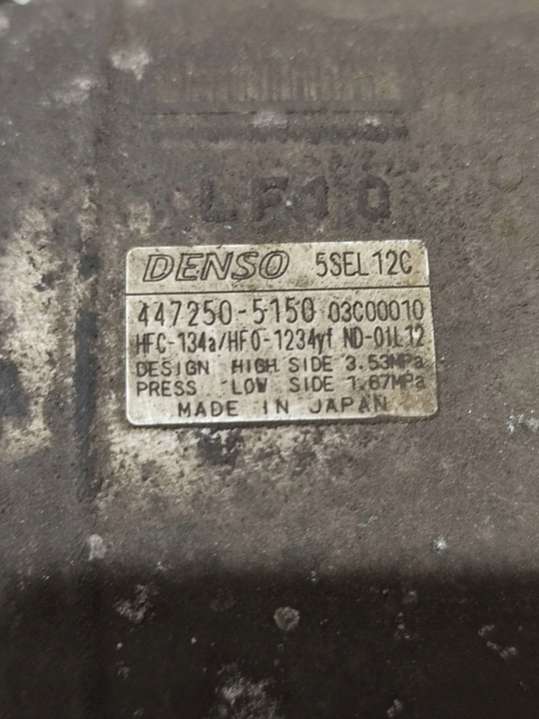 DENSO 5SEL12C
447250-5150 03C00010
HFC-134a/HFO-1234yf ND-OIL12
DESIGN HIGH SIDE 3.53MPa
PRESS LOW SIDE 1.67MPa
MADE IN JAPAN